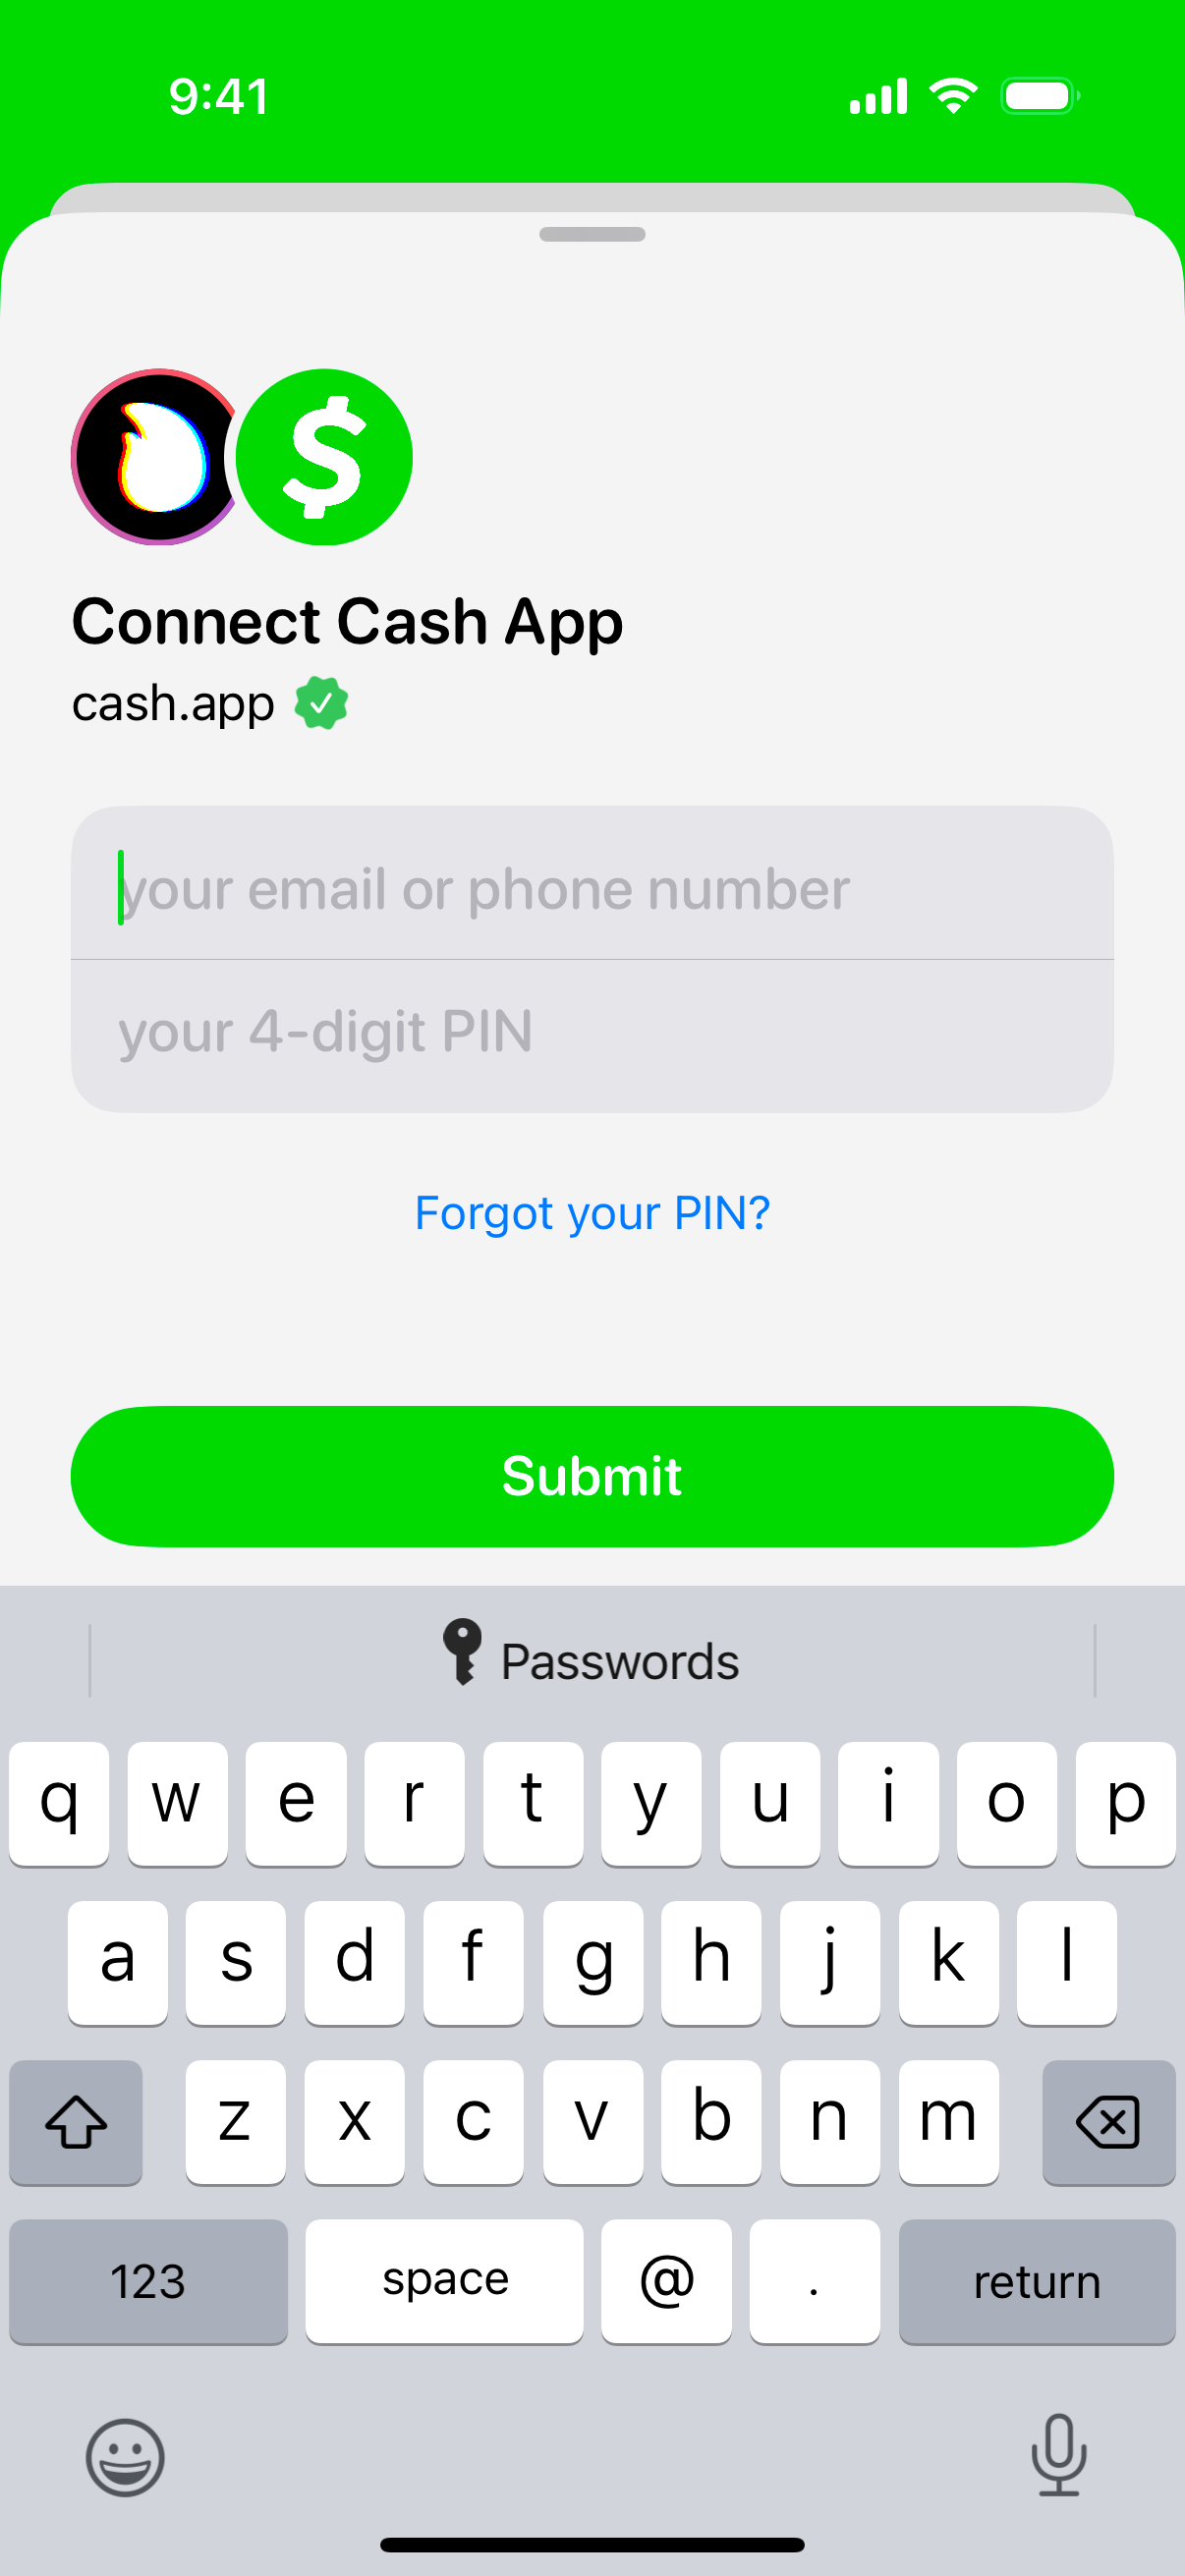 9:41
Connect Cash App
cash.app
your email or phone number
your 4-digit PIN
Forgot your PIN?
Submit
Passwords
q w e r t y u i o p
a s d f g h j k l
z x c v b n m
123 space @ . return